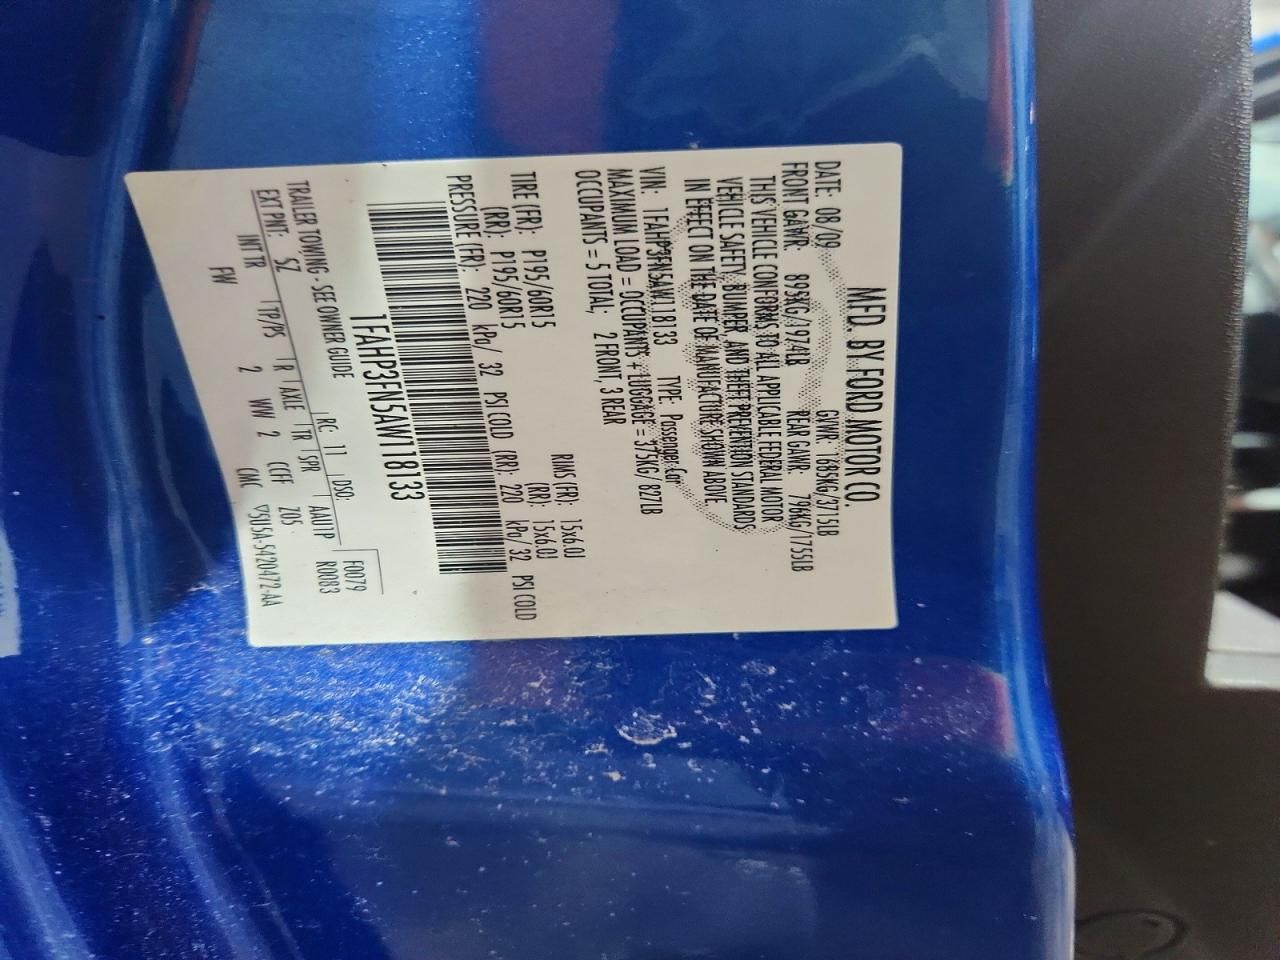 MFD. BY FORD MOTOR CO.
DATE: 08/09 GVWR: 1685KG/3715LB
FRONT GAWR: 895KG/1974LB REAR GAWR: 796KG/1755LB
THIS VEHICLE CONFORMS TO ALL APPLICABLE FEDERAL MOTOR
VEHICLE SAFETY, BUMPER, AND THEFT PREVENTION STANDARDS
IN EFFECT ON THE DATE OF MANUFACTURE SHOWN ABOVE.
VIN: 1FAHP3FN5AW118133 TYPE: Passenger Car
MAXIMUM LOAD = OCCUPANTS + LUGGAGE = 375KG/ 827LB
OCCUPANTS = 5 TOTAL; 2 FRONT, 3 REAR
RIMS (FR): 15x6.0J
TIRE (FR): P195/60R15 (RR): 15x6.0J
(RR): P195/60R15
PRESSURE (FR): 220 kPa/ 32 PSI COLD (RR): 220 kPa/ 32 PSI COLD
1FAHP3FN5AW118133
F0079
TRAILER TOWING - SEE OWNER GUIDE RC: 11 DSO: R0083
EXT PNT: SZ AAU1P
INT TR TP/PS R AXLE TR SPR
FW 2 WW 2 CCFF Z05
CMC ▽5U5A-5420472-AA